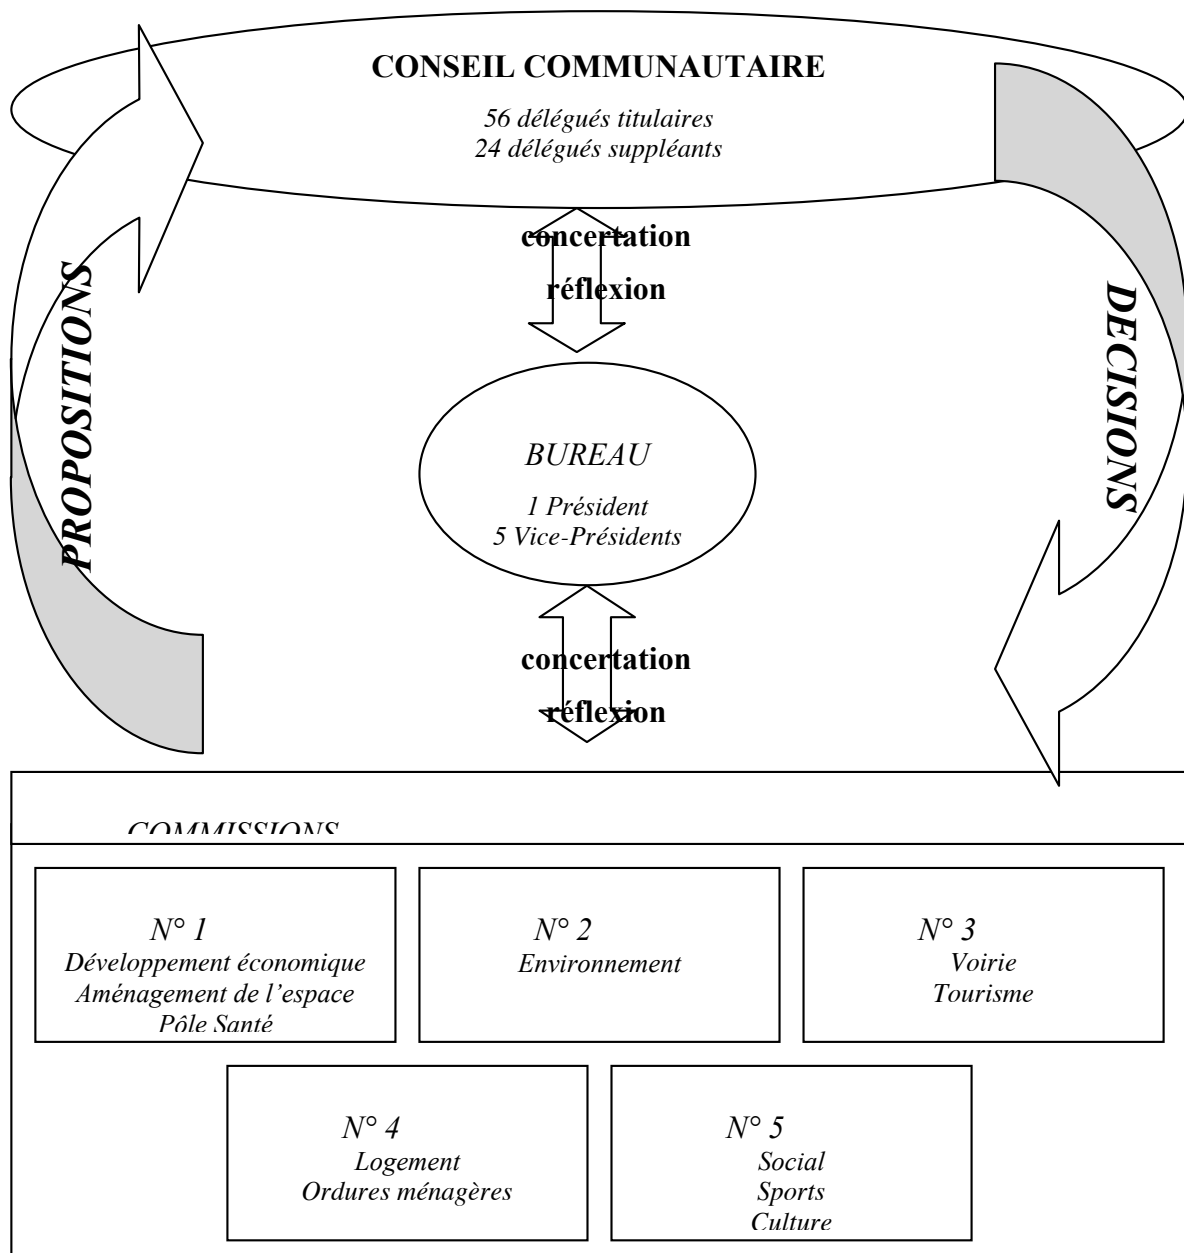 CONSEIL COMMUNAUTAIRE
56 délégués titulaires
24 délégués suppléants
concertation
réflexion
PROPOSITIONS
DECISIONS
BUREAU
1 Président
5 Vice-Présidents
concertation
réflexion
COMMISSIONS
N° 1
Développement économique
Aménagement de l’espace
Pôle Santé
N° 2
Environnement
N° 3
Voirie
Tourisme
N° 4
Logement
Ordures ménagères
N° 5
Social
Sports
Culture